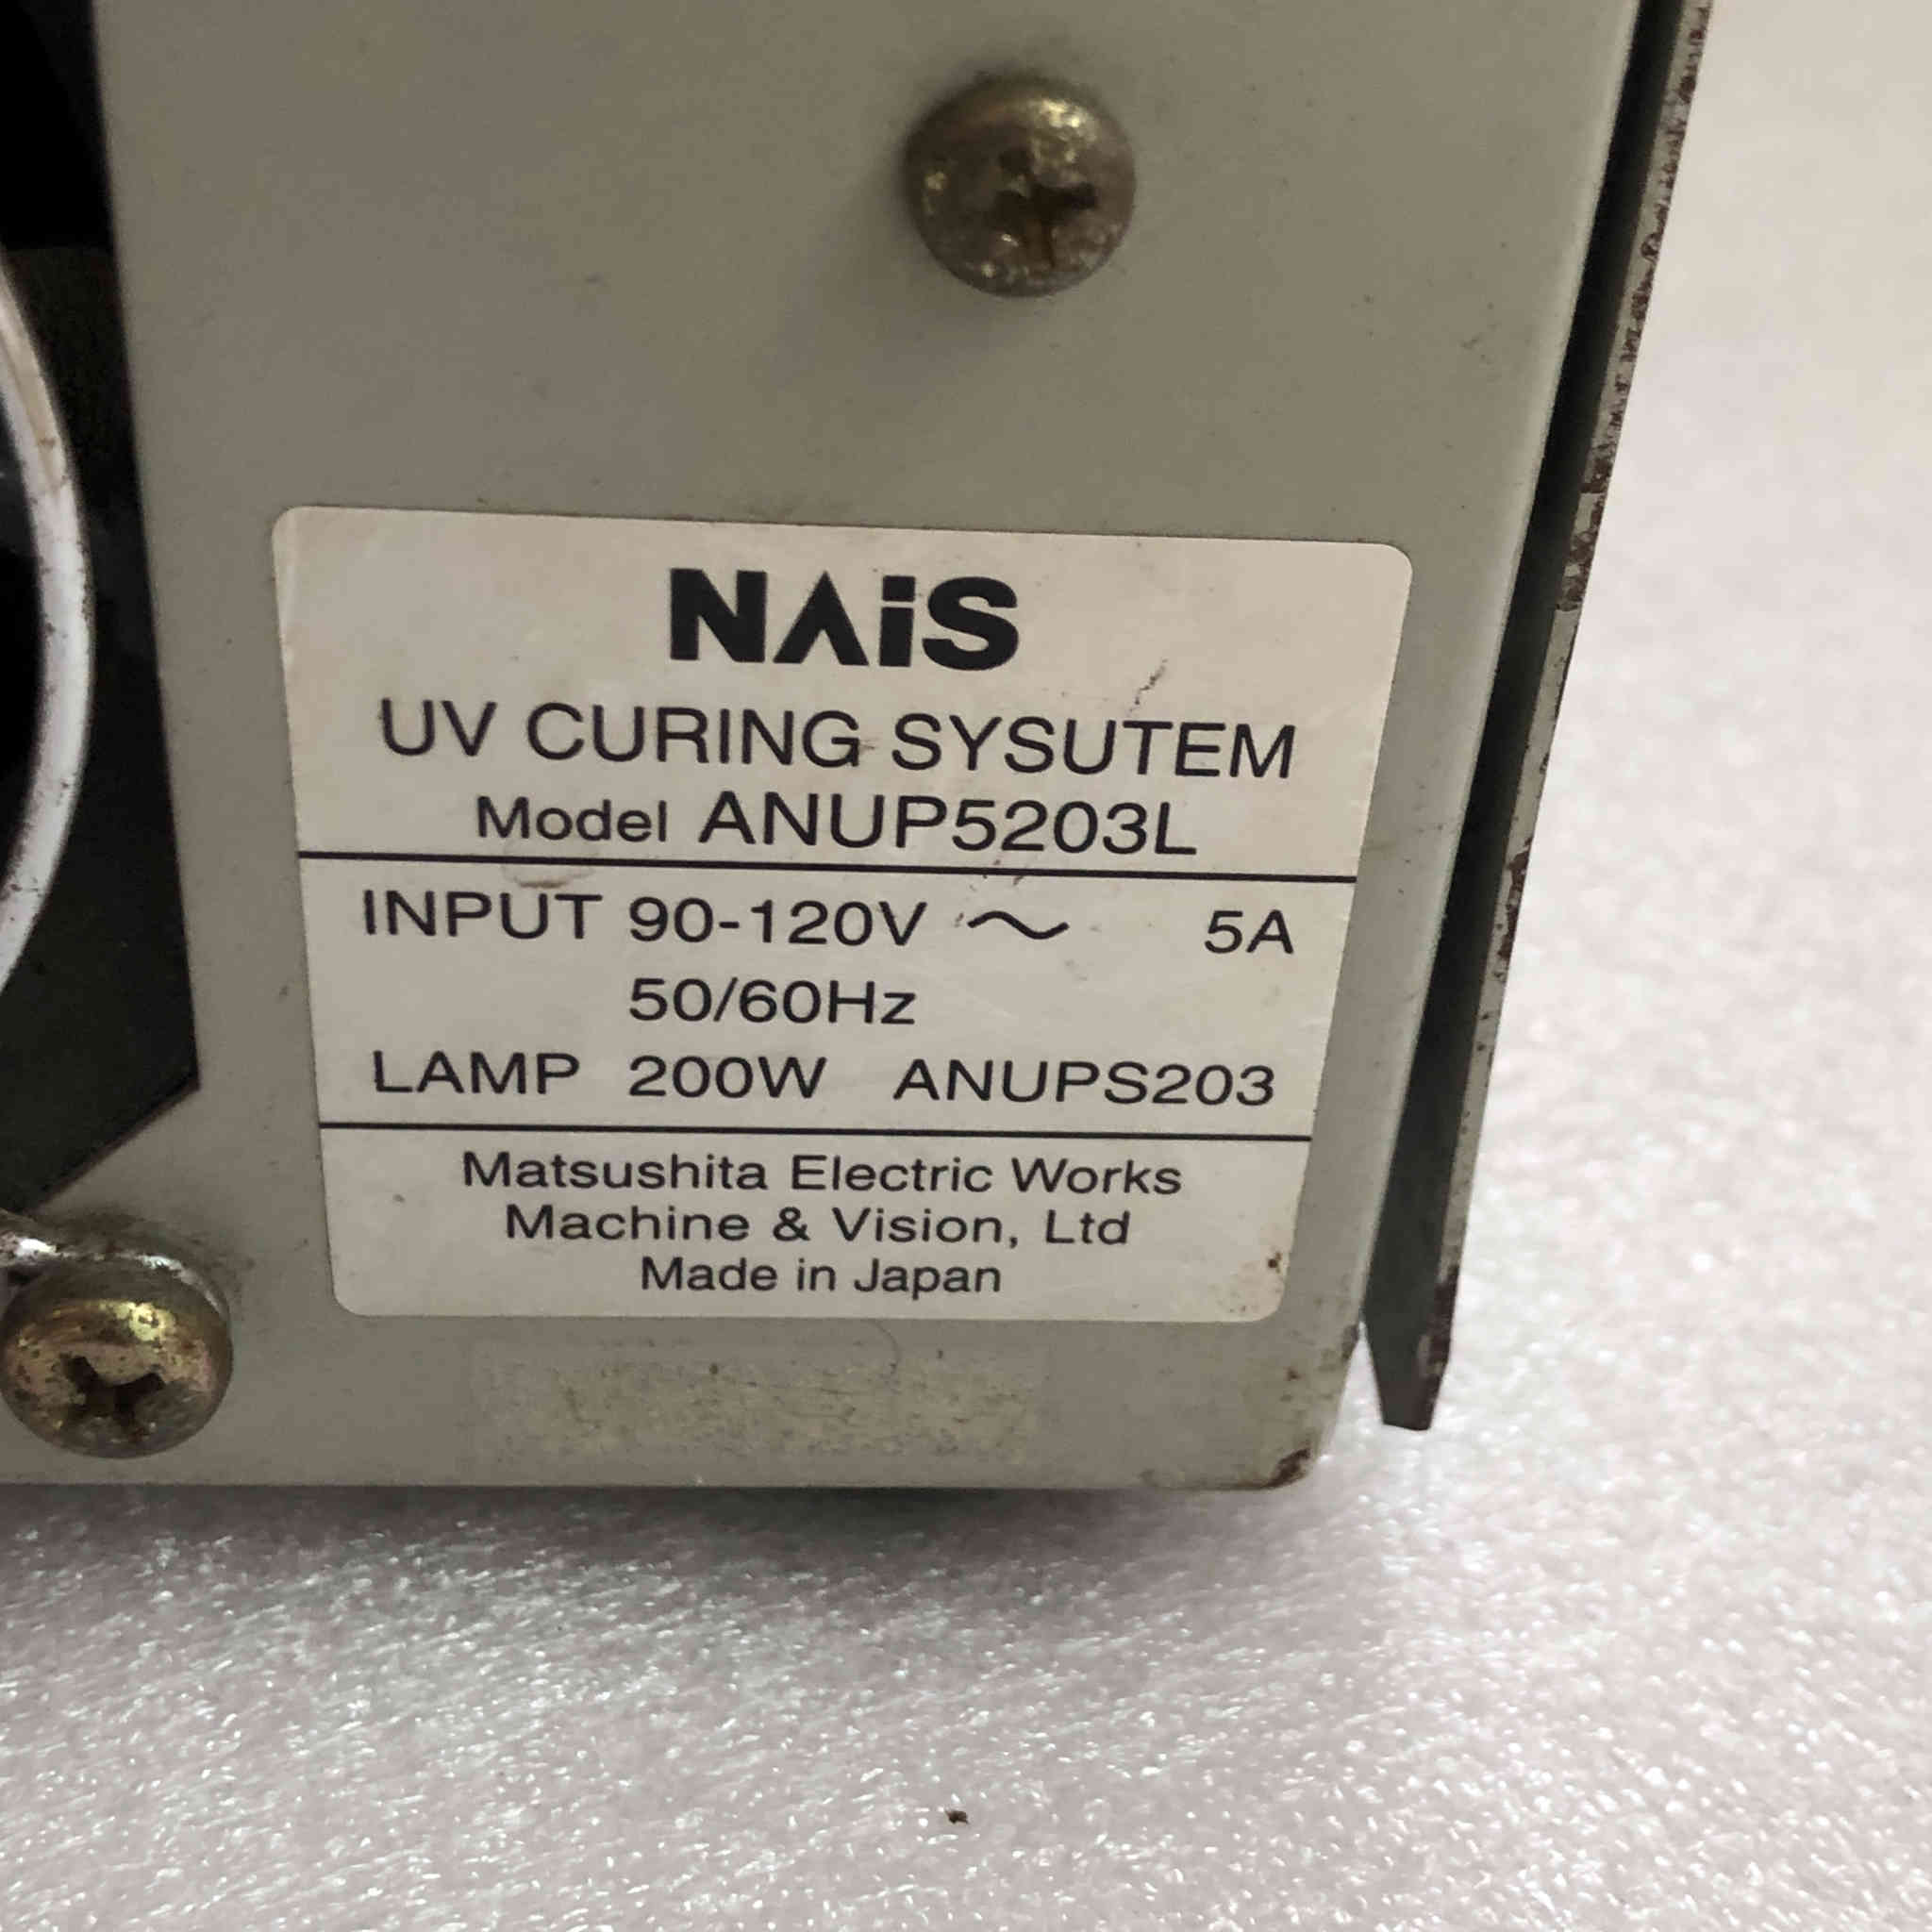 NAiS
UV CURING SYSUTEM
Model ANUP5203L
INPUT 90-120V ~ 5A
50/60Hz
LAMP 200W ANUPS203
Matsushita Electric Works
Machine & Vision, Ltd
Made in Japan